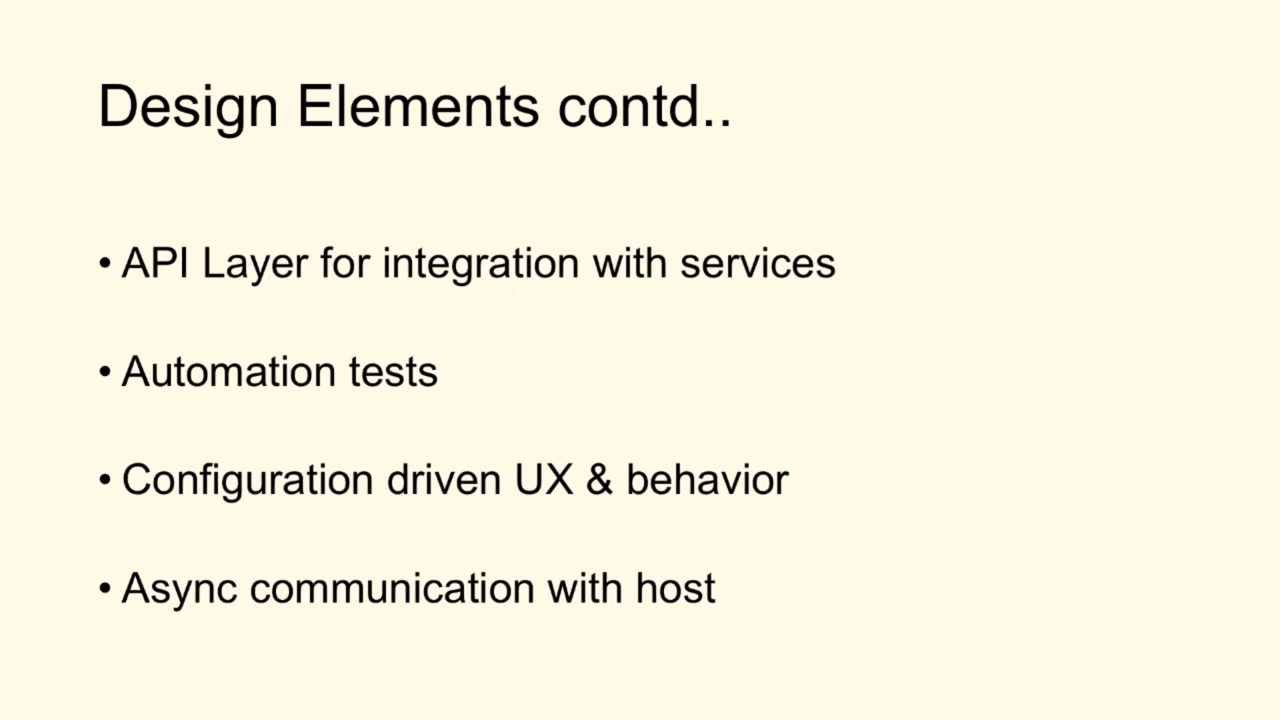 Design Elements contd..
• API Layer for integration with services
• Automation tests
• Configuration driven UX & behavior
• Async communication with host